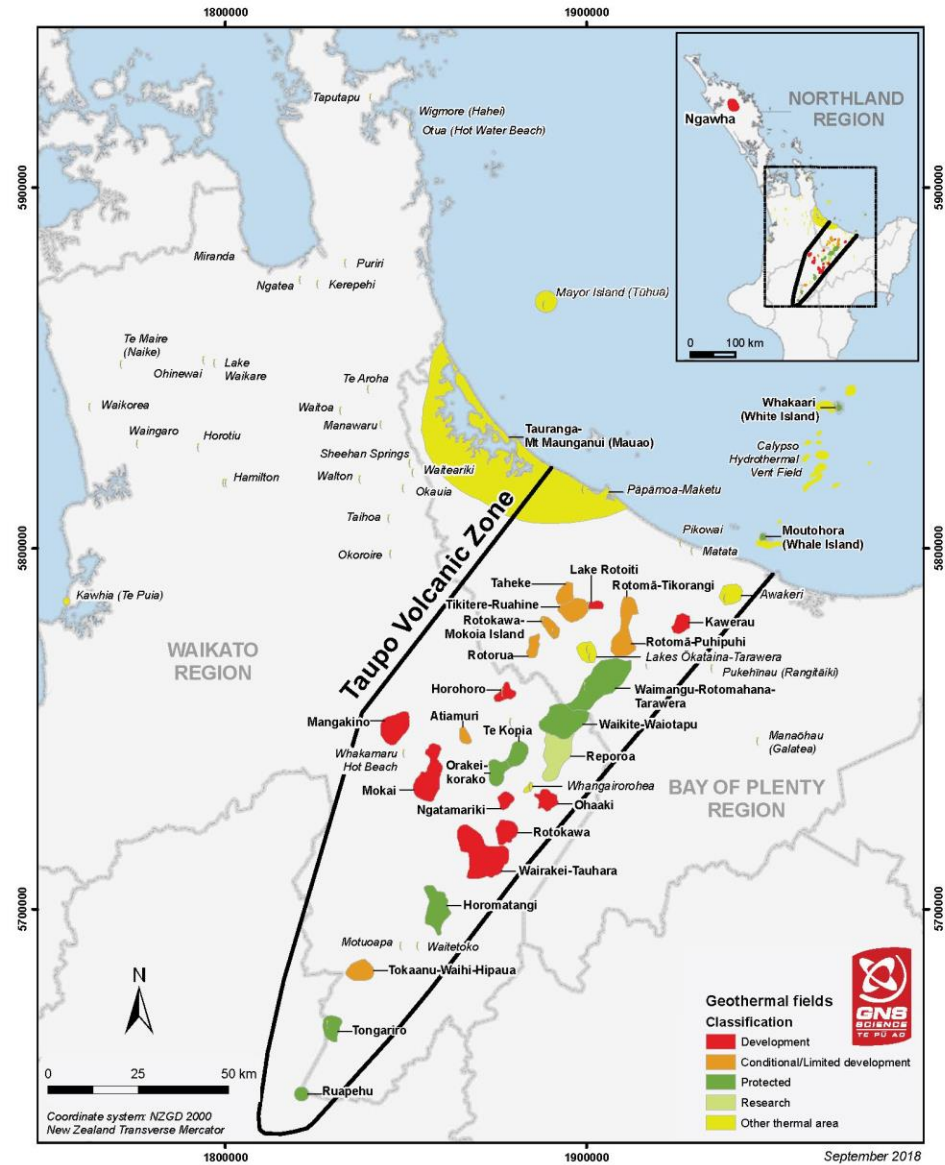 1800000
1900000
Taputapu
Wigmore (Hahei)
Otua (Hot Water Beach)
NORTHLAND
REGION
Ngawha
0
100 km
5900000
5900000
Miranda
Puriri
Ngatea
Kerepehi
Mayor Island (Tūhua)
Te Maire
(Naike)
Ohinewai
Lake
Waikare
Te Aroha
Waikorea
Waitoa
Whakaari
(White Island)
Waingaro
Horotiu
Manawaru
Tauranga-
Mt Maunganui (Mauao)
Calypso
Hydrothermal
Vent Field
Sheehan Springs
Waiteariki
Hamilton
Walton
Okauia
Pāpāmoa-Maketu
Taihoa
Pikowai
Moutohora
(Whale Island)
5800000
5800000
Okoroire
Matata
Taupo Volcanic Zone
Kawhia (Te Puia)
Taheke
Lake Rotoiti
Rotomā-Tikorangi
Awakeri
Tikitere-Ruahine
Rotokawa-
Mokoia Island
Kawerau
Rotorua
Rotomā-Puhipuhi
Lakes Ōkataina-Tarawera
Pukehīnau (Rangitāiki)
WAIKATO
REGION
Horohoro
Waimangu-Rotomahana-
Tarawera
Mangakino
Atiamuri
Te Kopia
Waikite-Waiotapu
Manaōhau
(Galatea)
Whakamaru
Hot Beach
Orakei-
korako
Reporoa
Mokai
Whangairorohea
BAY OF PLENTY
REGION
Ngatamariki
Ohaaki
Rotokawa
Wairakei-Tauhara
5700000
5700000
Horomatangi
Motuoapa
Waitetoko
Tokaanu-Waihi-Hipaua
N
Tongariro
Ruapehu
0
25
50 km
Coordinate system: NZGD 2000
New Zealand Transverse Mercator
Geothermal fields
Classification
Development
Conditional/Limited development
Protected
Research
Other thermal area
GNS
SCIENCE
TE PŪ AO
1800000
1900000
September 2018